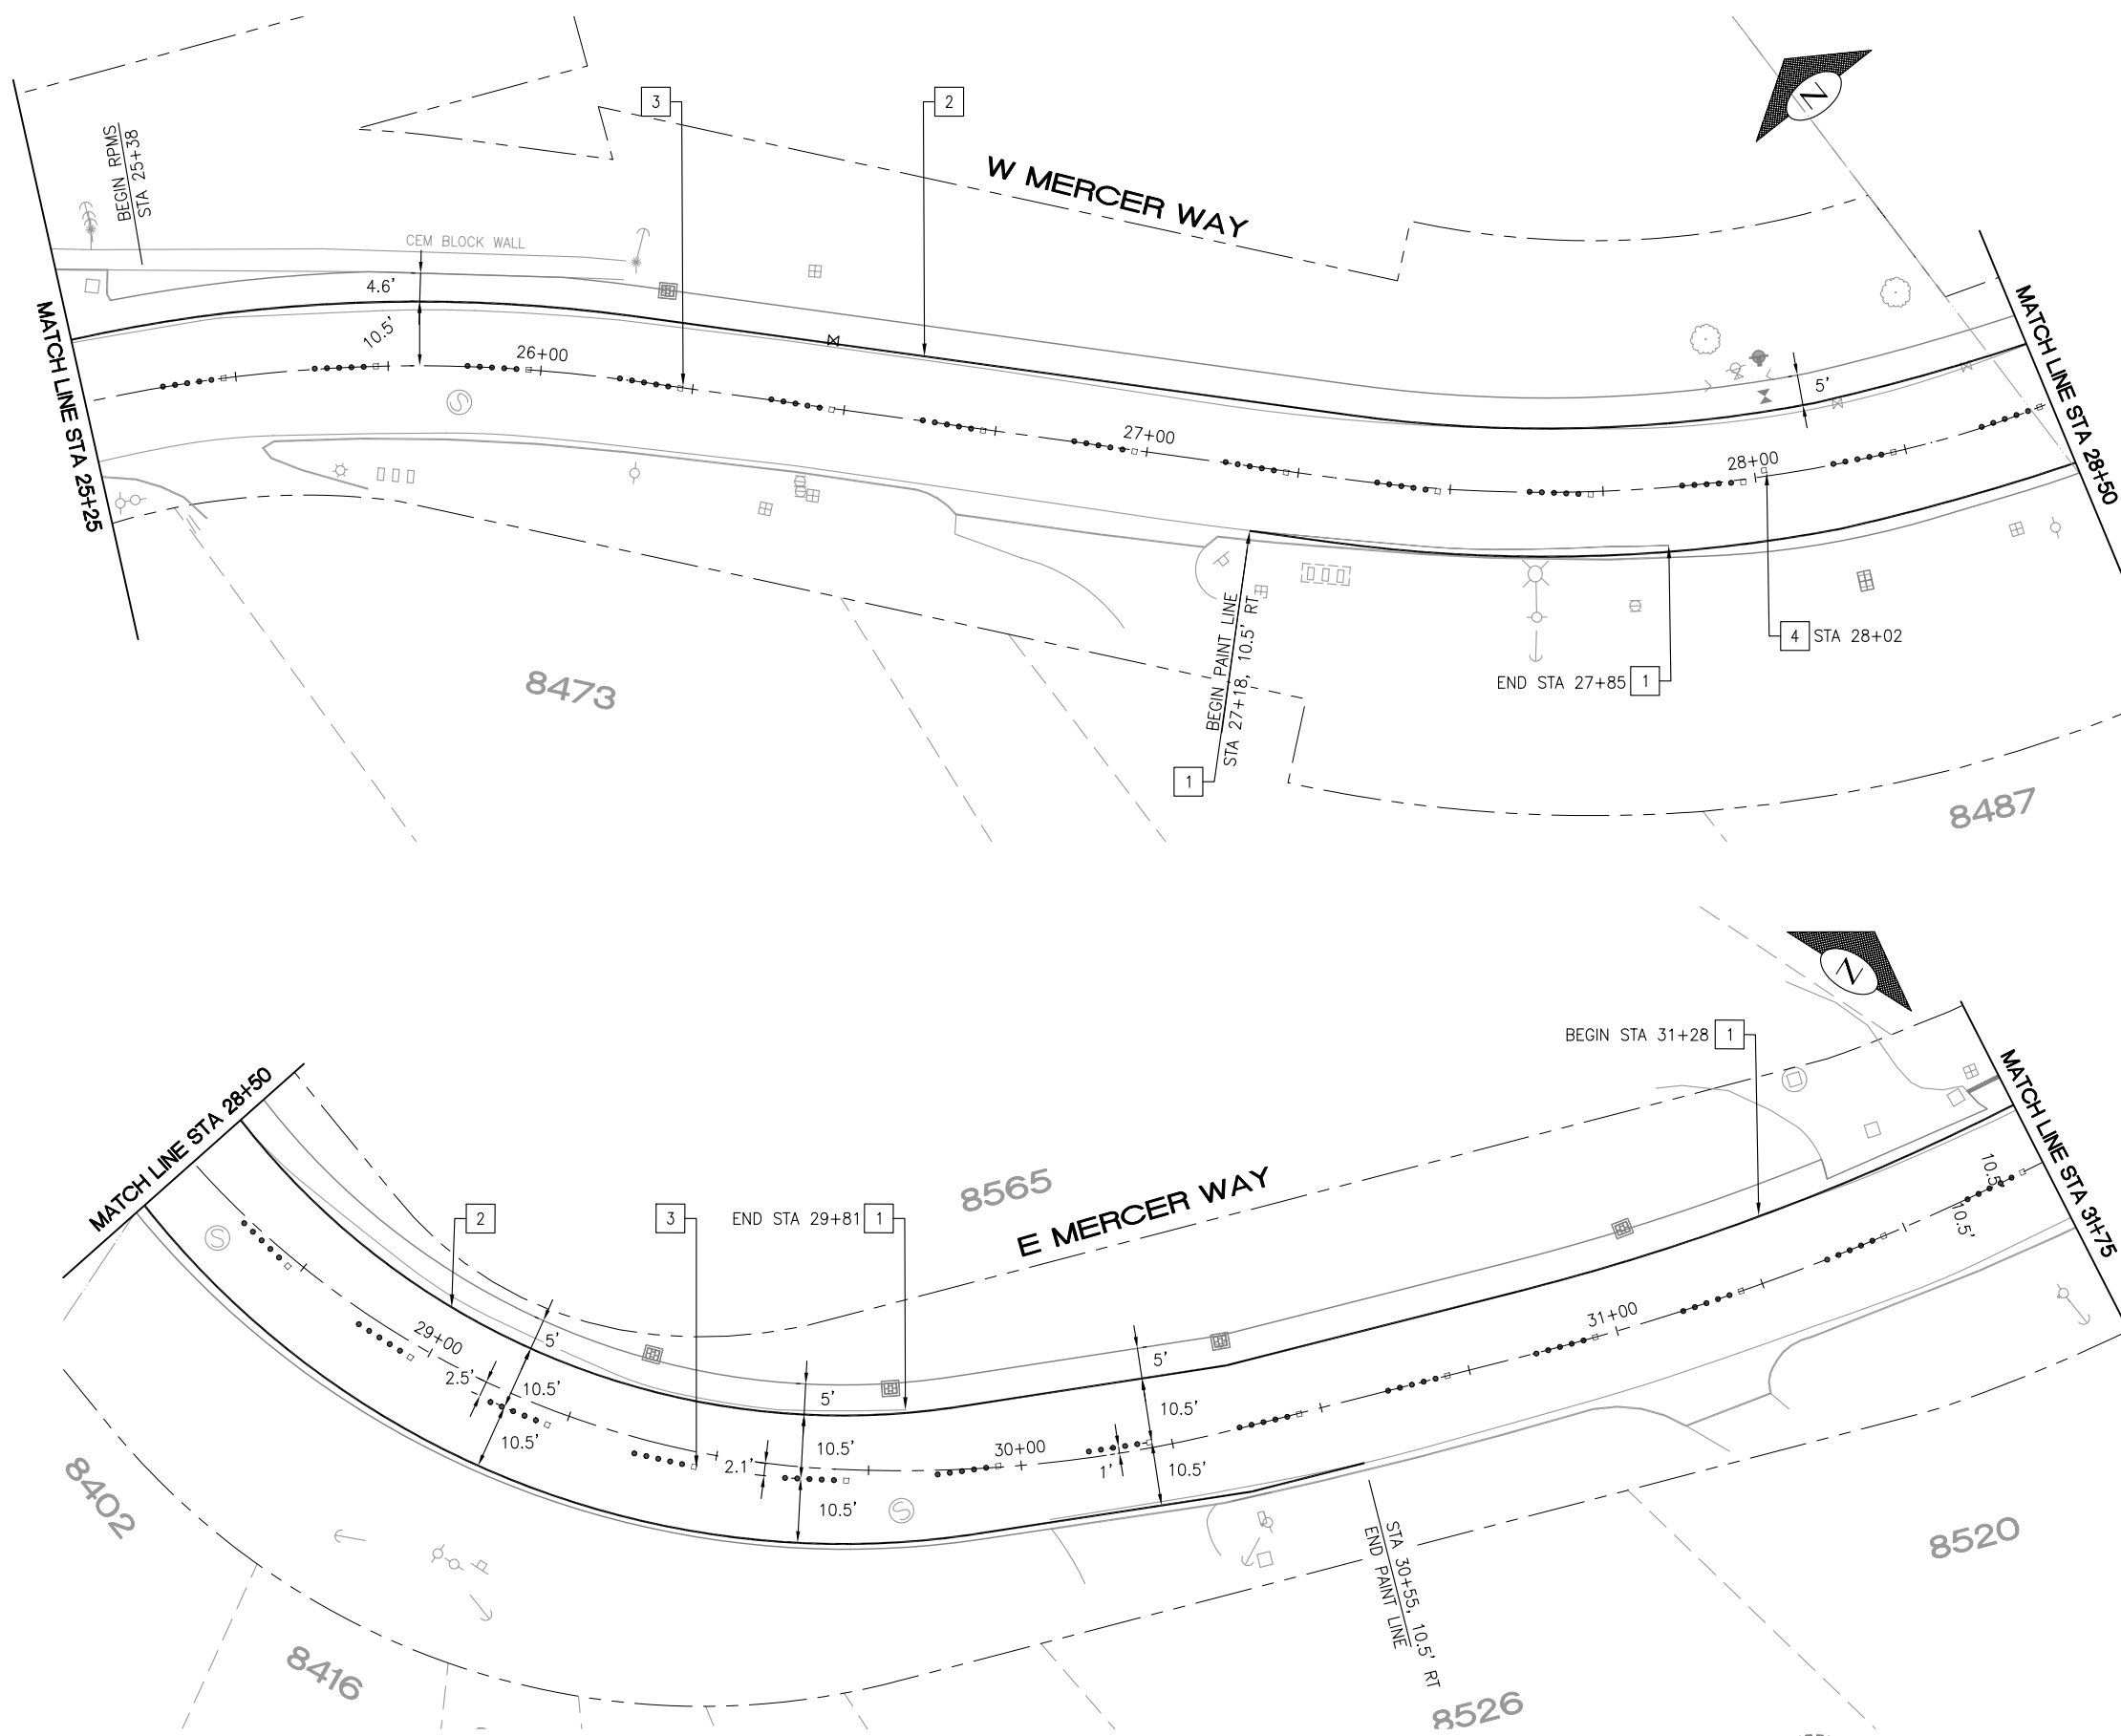 BEGIN RPMS
STA 25+38
3
2
W MERCER WAY
N
CEM BLOCK WALL
4.6'
10.5'
26+00
MATCH LINE STA 25+25
27+00
28+00
5'
MATCH LINE STA 28+50
S
BEGIN PAINT LINE
STA 27+18, 10.5' RT
1
END STA 27+85 1
4 STA 28+02
8473
8487
N
BEGIN STA 31+28 1
MATCH LINE STA 28+50
MATCH LINE STA 31+75
8565
E MERCER WAY
2
3
END STA 29+81 1
S
29+00
5'
2.5'
10.5'
10.5'
5'
10.5'
2.1'
10.5'
S
30+00
5'
10.5'
1'
10.5'
31+00
10.5'
10.5'
STA 30+55, 10.5' RT
END PAINT LINE
8402
8416
8526
8520